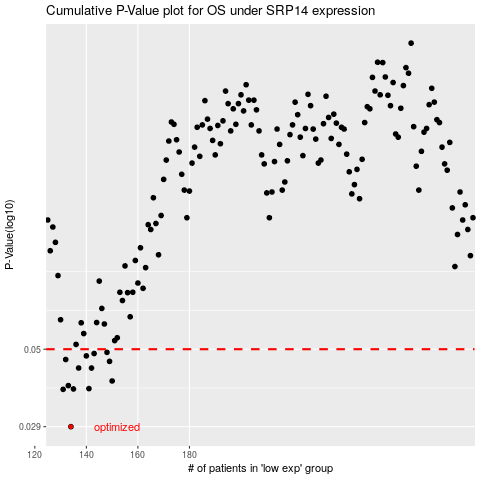 Cumulative P-Value plot for OS under SRP14 expression
P-Value(log10)
0.05
0.029
optimized
120 140 160 180
# of patients in 'low exp' group